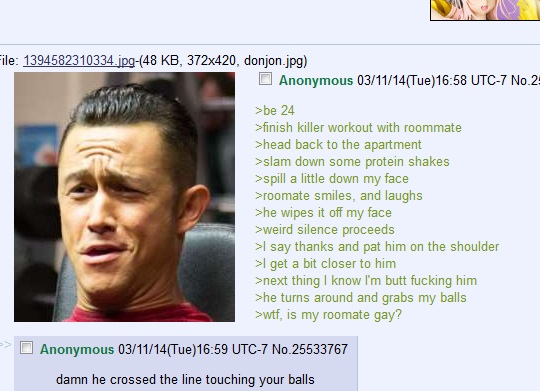 File: 1394582310334.jpg-(48 KB, 372x420, donjon.jpg)
Anonymous 03/11/14(Tue)16:58 UTC-7 No.2
>be 24
>finish killer workout with roommate
>head back to the apartment
>slam down some protein shakes
>spill a little down my face
>roomate smiles, and laughs
>he wipes it off my face
>weird silence proceeds
>I say thanks and pat him on the shoulder
>I get a bit closer to him
>next thing I know I'm butt fucking him
>he turns around and grabs my balls
>wtf, is my roomate gay?
>> Anonymous 03/11/14(Tue)16:59 UTC-7 No.25533767
damn he crossed the line touching your balls